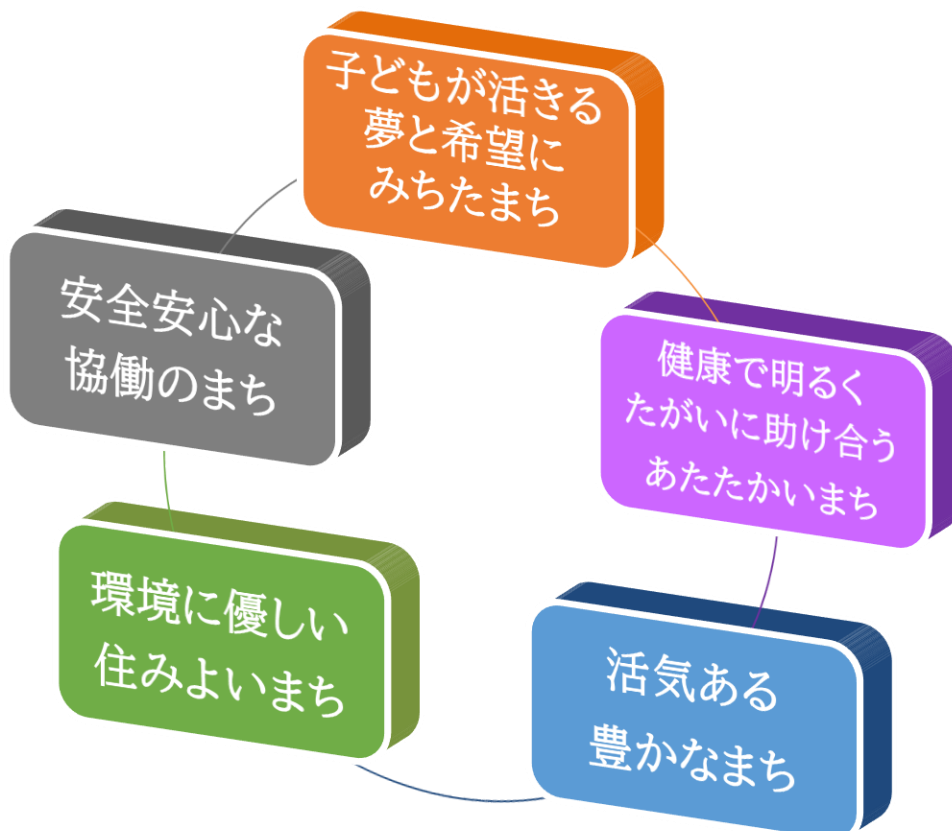 子どもが活きる
夢と希望に
みちたまち
健康で明るく
たがいに助け合う
あたたかいまち
活気ある
豊かなまち
環境に優しい
住みよいまち
安全安心な
協働のまち